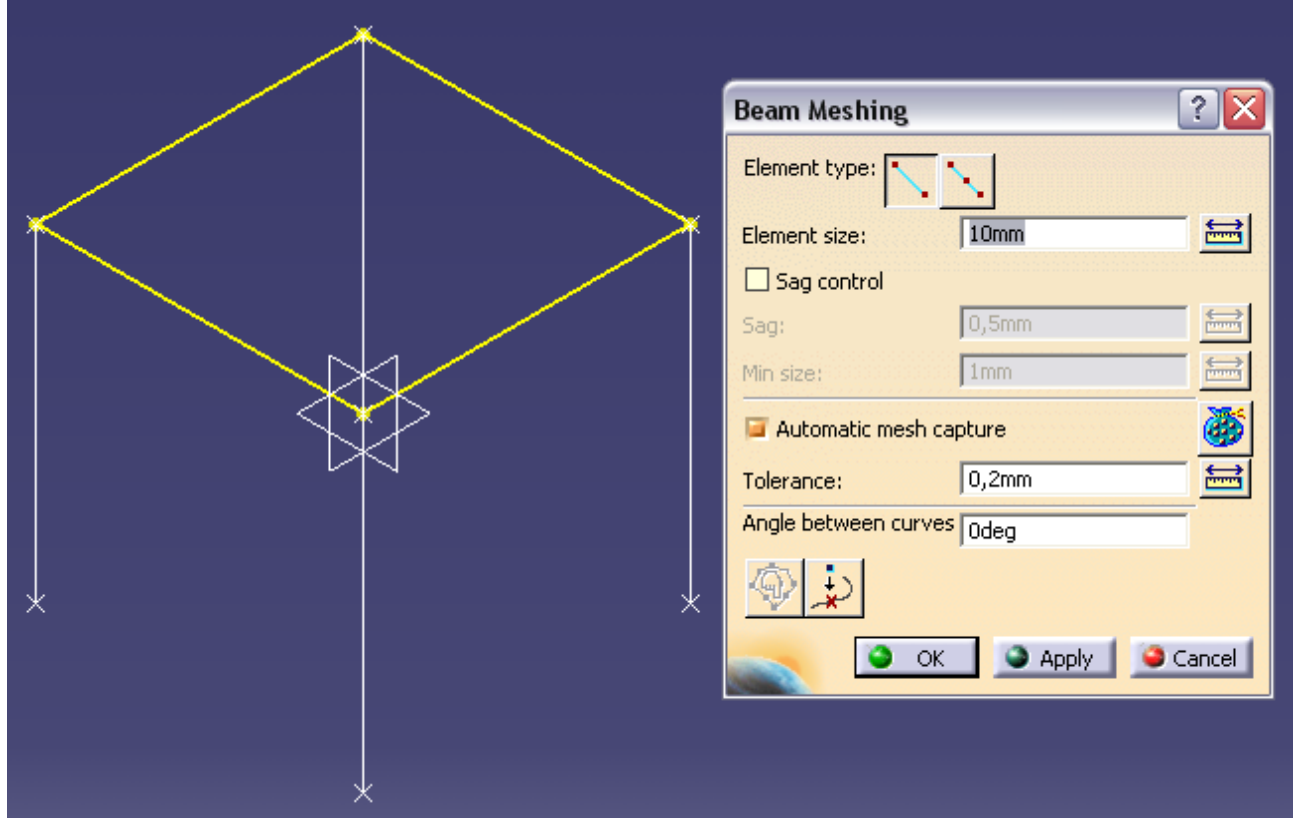 Beam Meshing
?
Element type:
Element size: 10mm
Sag control
Sag: 0,5mm
Min size: 1mm
Automatic mesh capture
Tolerance: 0,2mm
Angle between curves 0deg
OK Apply Cancel